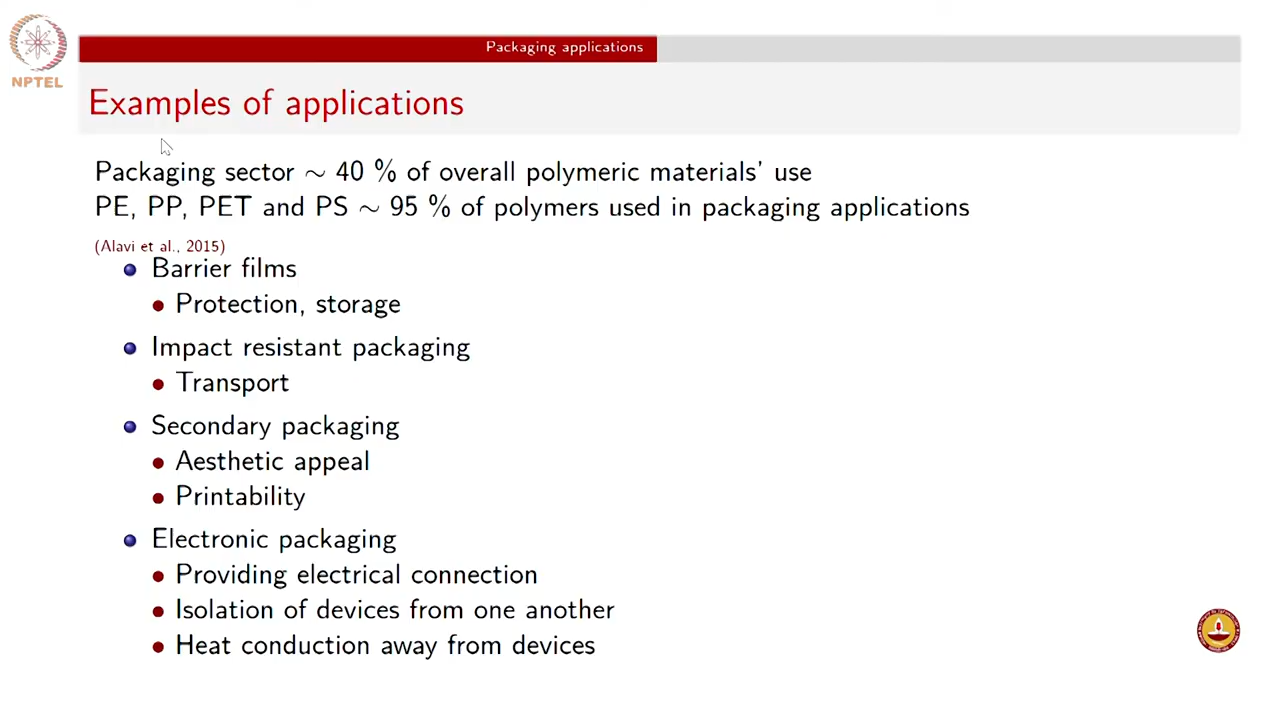 NPTEL
Packaging applications
Examples of applications
Packaging sector ∼ 40 % of overall polymeric materials' use
PE, PP, PET and PS ∼ 95 % of polymers used in packaging applications
(Alavi et al., 2015)
Barrier films
Protection, storage
Impact resistant packaging
Transport
Secondary packaging
Aesthetic appeal
Printability
Electronic packaging
Providing electrical connection
Isolation of devices from one another
Heat conduction away from devices